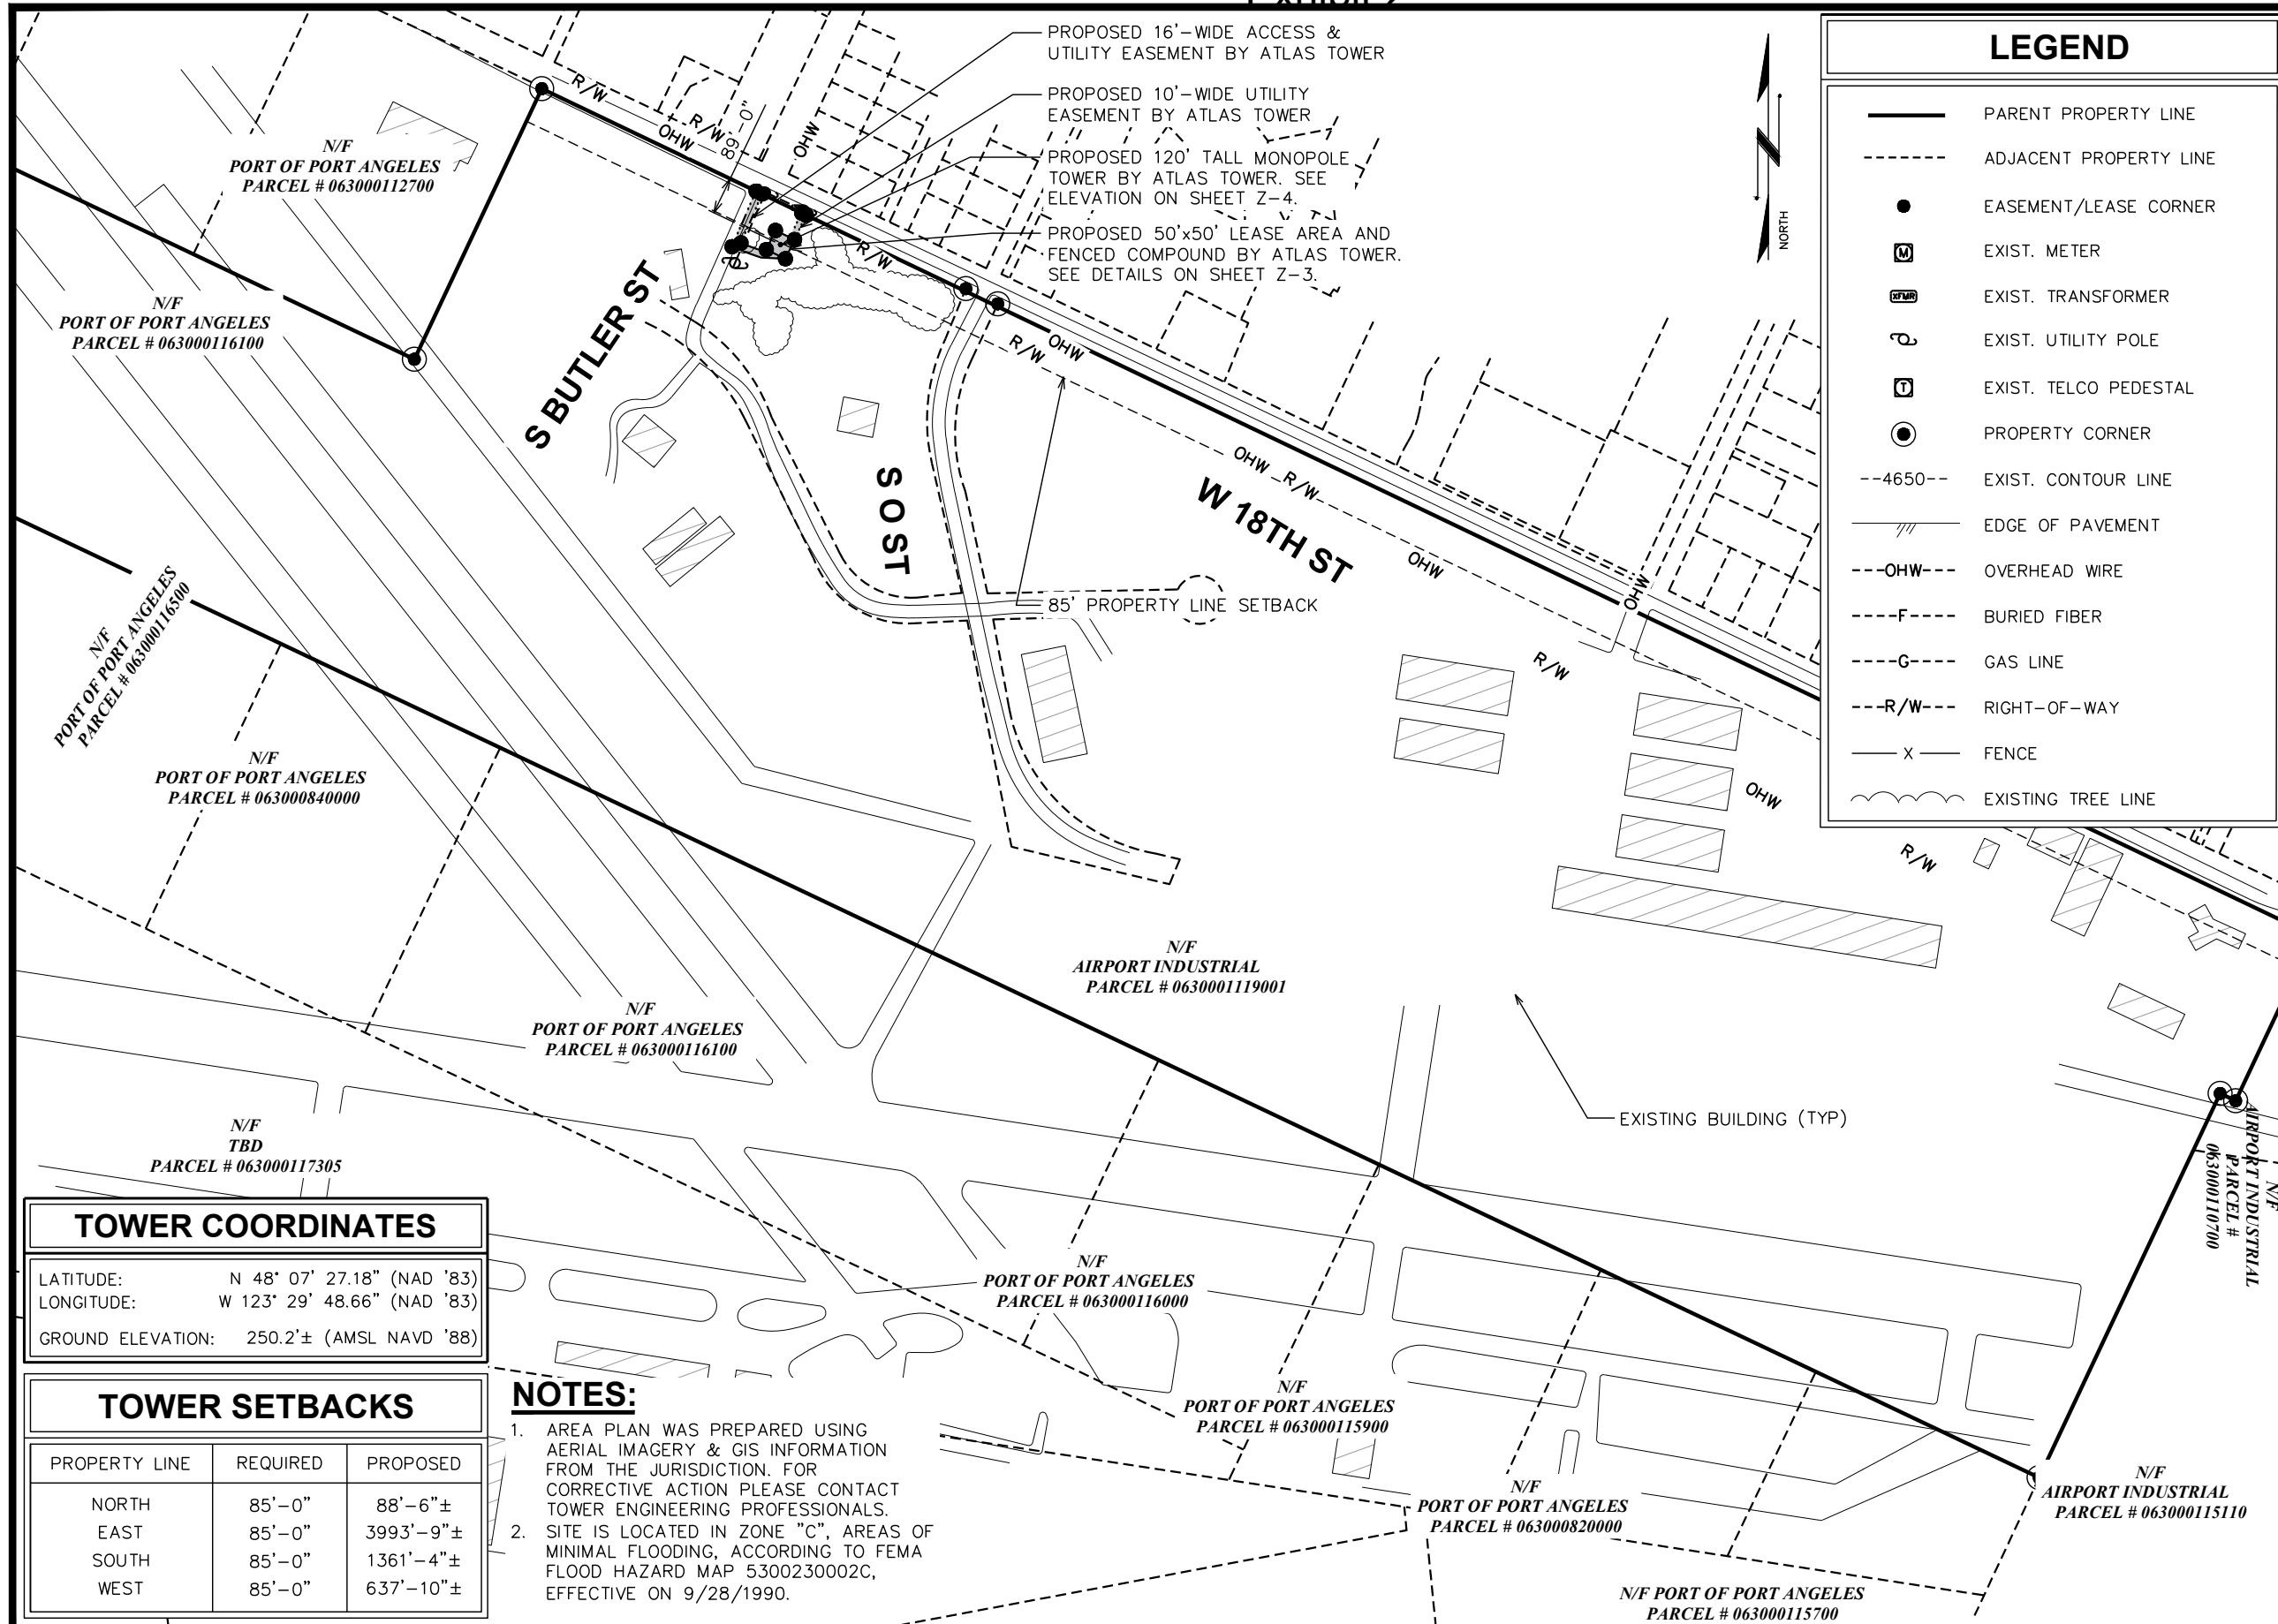 PROPOSED 16'-WIDE ACCESS &
UTILITY EASEMENT BY ATLAS TOWER
PROPOSED 10'-WIDE UTILITY
EASEMENT BY ATLAS TOWER
PROPOSED 120' TALL MONOPOLE
TOWER BY ATLAS TOWER. SEE
ELEVATION ON SHEET Z-4.
PROPOSED 50'x50' LEASE AREA AND
FENCED COMPOUND BY ATLAS TOWER.
SEE DETAILS ON SHEET Z-3.
NORTH
LEGEND
PARENT PROPERTY LINE
ADJACENT PROPERTY LINE
EASEMENT/LEASE CORNER
M EXIST. METER
XFMR EXIST. TRANSFORMER
EXIST. UTILITY POLE
T EXIST. TELCO PEDESTAL
PROPERTY CORNER
--4650-- EXIST. CONTOUR LINE
EDGE OF PAVEMENT
---OHW--- OVERHEAD WIRE
----F---- BURIED FIBER
----G---- GAS LINE
---R/W--- RIGHT-OF-WAY
X FENCE
EXISTING TREE LINE
R/W
OHW
R/W
OHW
R/W
R/W
OHW
OHW
R/W
OHW
OHW
R/W
OHW
R/W
N/F
PORT OF PORT ANGELES
PARCEL # 063000112700
N/F
PORT OF PORT ANGELES
PARCEL # 063000116100
S BUTLER ST
S O ST
W 18TH ST
85' PROPERTY LINE SETBACK
N/F
PORT OF PORT ANGELES
PARCEL # 063000116500
N/F
PORT OF PORT ANGELES
PARCEL # 063000840000
N/F
PORT OF PORT ANGELES
PARCEL # 063000116100
N/F
AIRPORT INDUSTRIAL
PARCEL # 0630001119001
EXISTING BUILDING (TYP)
N/F
AIRPORT INDUSTRIAL
PARCEL #
063000110700
N/F
TBD
PARCEL # 063000117305
N/F
PORT OF PORT ANGELES
PARCEL # 063000116000
N/F
PORT OF PORT ANGELES
PARCEL # 063000115900
N/F
PORT OF PORT ANGELES
PARCEL # 063000820000
N/F
AIRPORT INDUSTRIAL
PARCEL # 063000115110
N/F PORT OF PORT ANGELES
PARCEL # 063000115700
TOWER COORDINATES
LATITUDE: N 48° 07' 27.18" (NAD '83)
LONGITUDE: W 123° 29' 48.66" (NAD '83)
GROUND ELEVATION: 250.2'± (AMSL NAVD '88)
TOWER SETBACKS
PROPERTY LINE REQUIRED PROPOSED
NORTH 85'-0" 88'-6"±
EAST 85'-0" 3993'-9"±
SOUTH 85'-0" 1361'-4"±
WEST 85'-0" 637'-10"±
NOTES:
1. AREA PLAN WAS PREPARED USING
AERIAL IMAGERY & GIS INFORMATION
FROM THE JURISDICTION. FOR
CORRECTIVE ACTION PLEASE CONTACT
TOWER ENGINEERING PROFESSIONALS.
2. SITE IS LOCATED IN ZONE "C", AREAS OF
MINIMAL FLOODING, ACCORDING TO FEMA
FLOOD HAZARD MAP 5300230002C,
EFFECTIVE ON 9/28/1990.